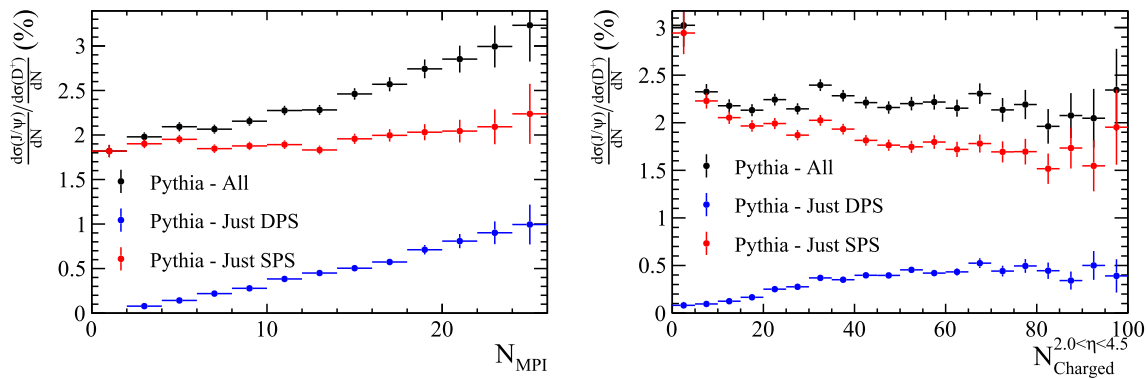 dσ(J/ψ)/dN / dσ(D⁺)/dN (%)
3
2.5
2
1.5
1
0.5
0
Pythia - All
Pythia - Just DPS
Pythia - Just SPS
0 10 20
N_MPI
dσ(J/ψ)/dN / dσ(D⁺)/dN (%)
3
2.5
2
1.5
1
0.5
0
Pythia - All
Pythia - Just DPS
Pythia - Just SPS
0 20 40 60 80 100
N_Charged^2.0<η<4.5